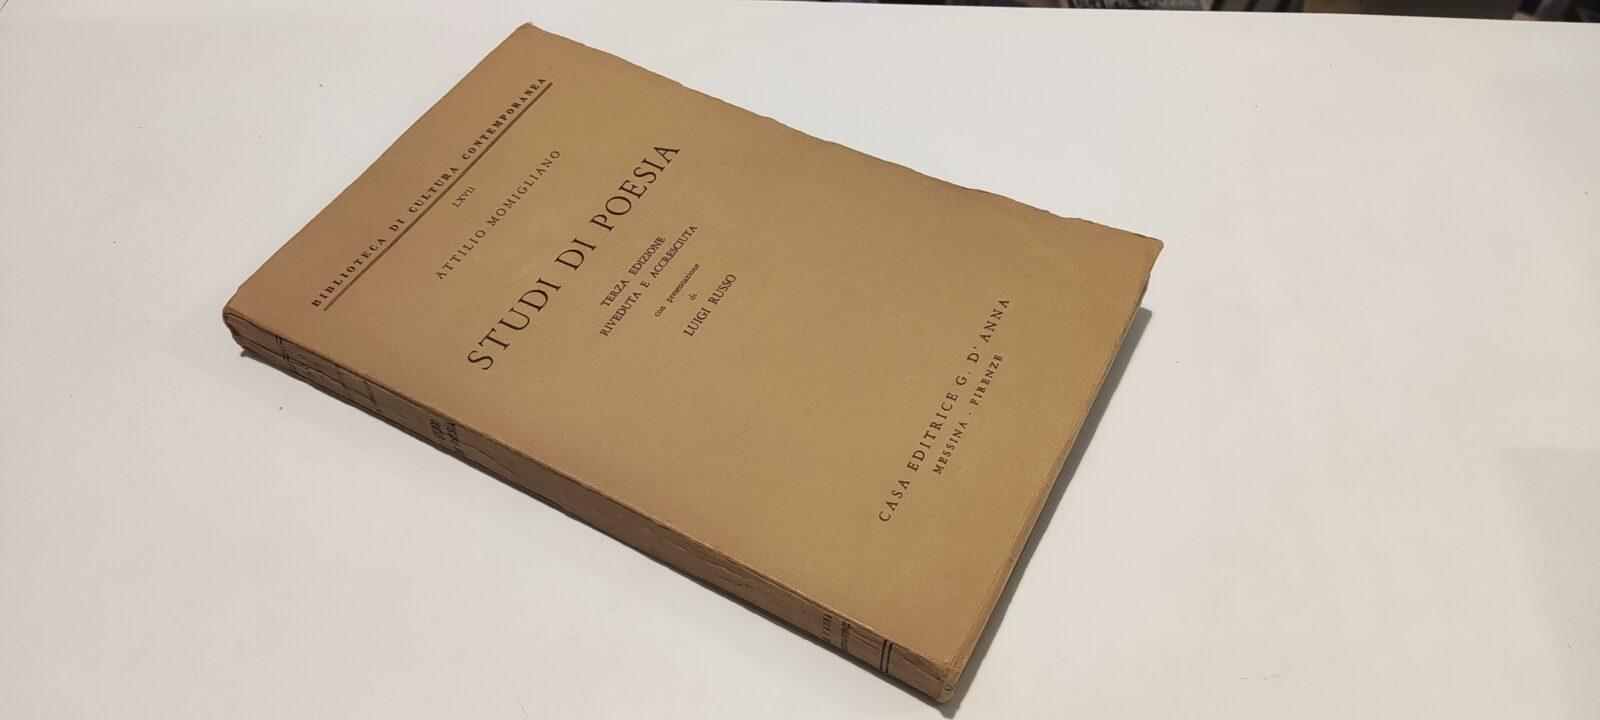 BIBLIOTECA DI CULTURA CONTEMPORANEA
LXVII
ATTILIO MOMIGLIANO
STUDI DI POESIA
TERZA EDIZIONE
RIVEDUTA E ACCRESCIUTA
con presentazione
di
LUIGI RUSSO
CASA EDITRICE G. D'ANNA
MESSINA - FIRENZE